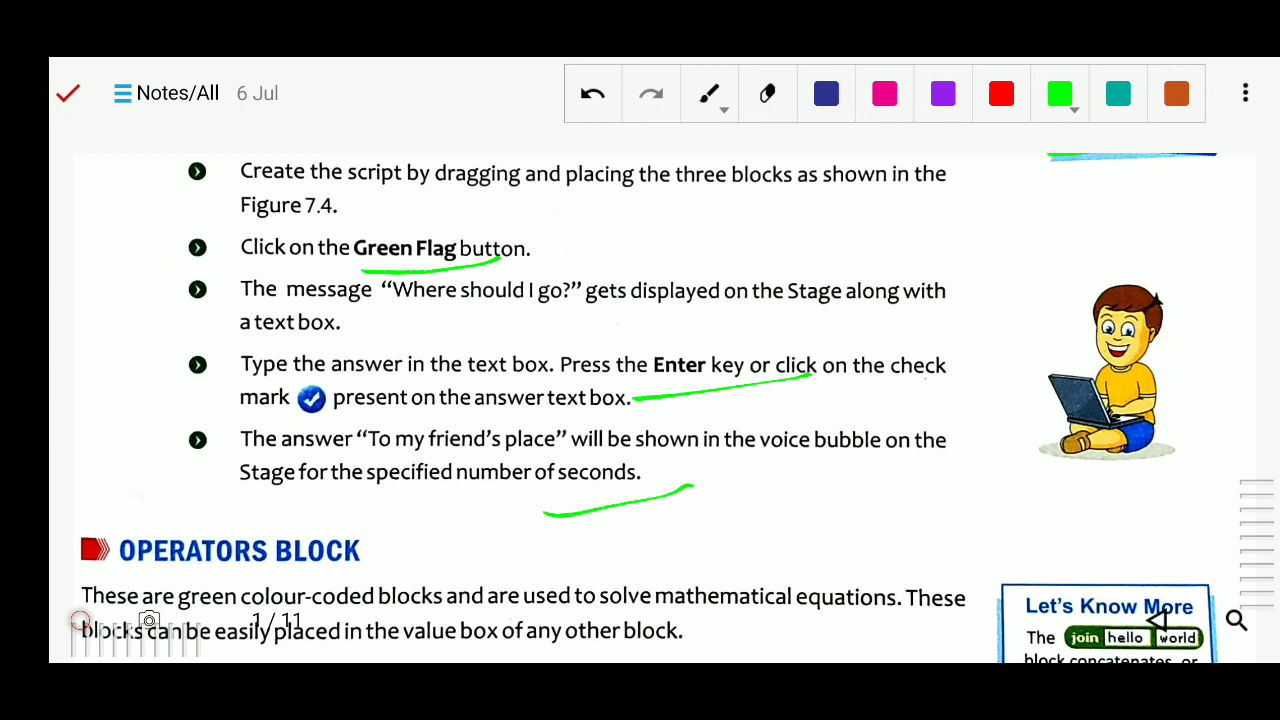 Notes/All 6 Jul
Create the script by dragging and placing the three blocks as shown in the
Figure 7.4.
Click on the Green Flag button.
The message “Where should I go?” gets displayed on the Stage along with
a text box.
Type the answer in the text box. Press the Enter key or click on the check
mark present on the answer text box.
The answer “To my friend’s place” will be shown in the voice bubble on the
Stage for the specified number of seconds.
OPERATORS BLOCK
These are green colour-coded blocks and are used to solve mathematical equations. These
blocks can be easily placed in the value box of any other block.
1 / 11
Let’s Know More
The join hello world
block concatenates or